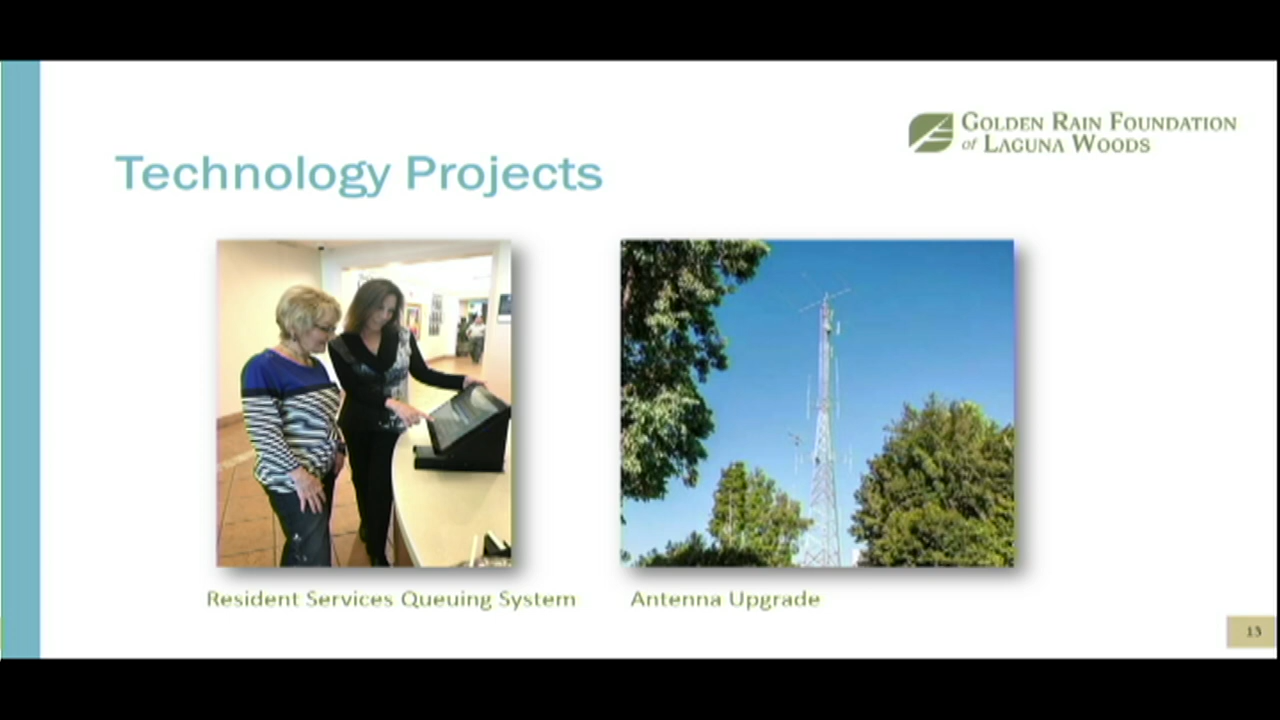 GOLDEN RAIN FOUNDATION
of LAGUNA WOODS
Technology Projects
Resident Services Queuing System
Antenna Upgrade
13